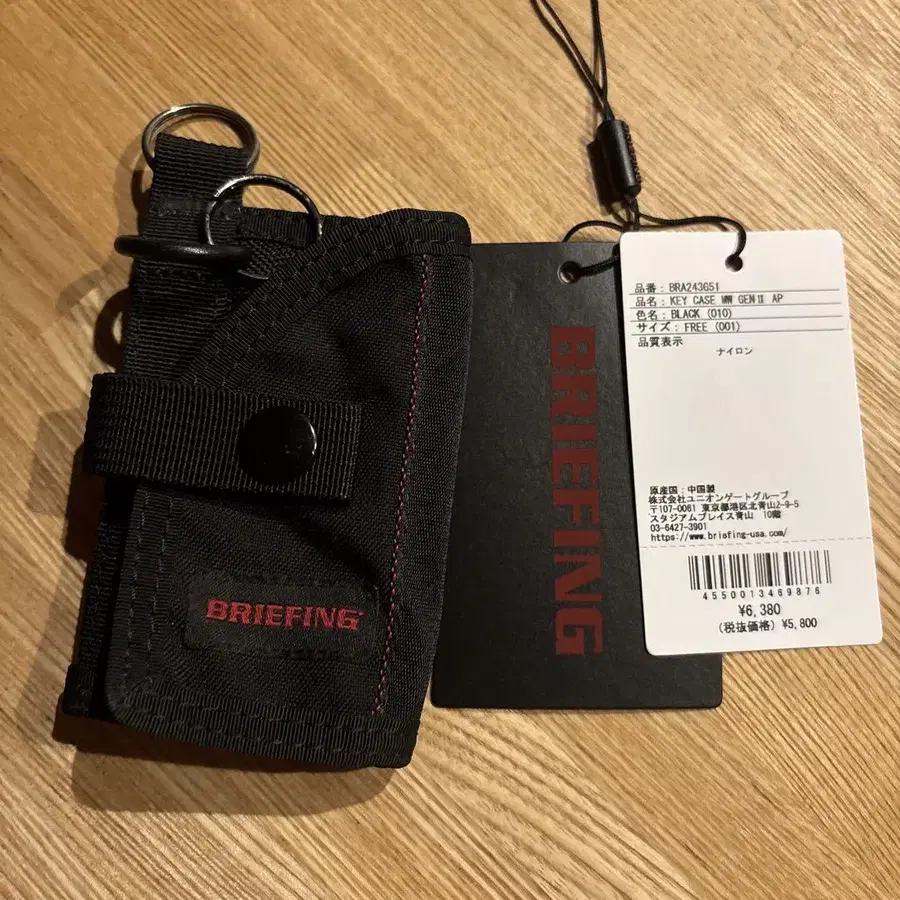 BRIEFING
BRIEFING
品番：BRA243G51
品名：KEY CASE MW GENⅡ AP
色名：BLACK (010)
サイズ：FREE (001)
品質表示
ナイロン
原産国：中国製
株式会社ユニオンゲートグループ
〒107-0061 東京都港区北青山2-9-5
スタジアムプレイス青山 10階
03-6427-3901
https://www.briefing-usa.com/
4550013469876
¥6,380
(税抜価格) ¥5,800